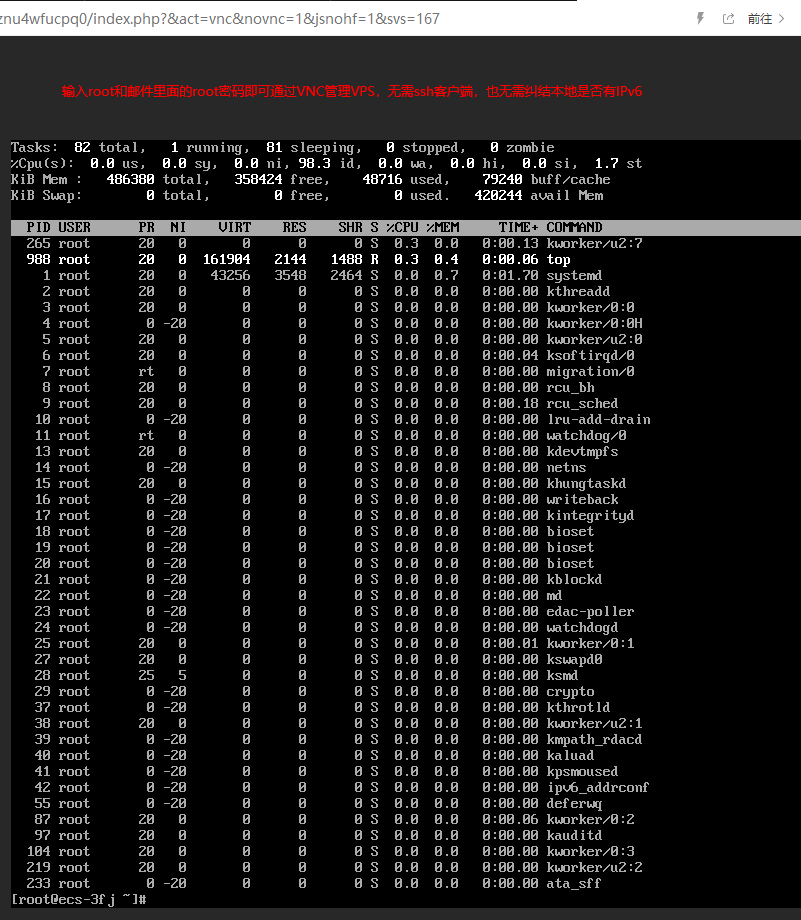 znu4wfucpq0/index.php?&act=vnc&novnc=1&jsnohf=1&svs=167 前往
输入root和邮件里面的root密码即可通过VNC管理VPS，无需ssh客户端，也无需纠结本地是否有IPv6
Tasks:  82 total,   1 running,  81 sleeping,   0 stopped,   0 zombie
%Cpu(s):  0.0 us,  0.0 sy,  0.0 ni, 98.3 id,  0.0 wa,  0.0 hi,  0.0 si,  1.7 st
KiB Mem :   486380 total,   358424 free,    48716 used,    79240 buff/cache
KiB Swap:        0 total,        0 free,        0 used.   420244 avail Mem
PID USER      PR  NI    VIRT    RES    SHR S %CPU %MEM     TIME+ COMMAND
265 root      20   0       0      0      0 S  0.3  0.0   0:00.13 kworker/u2:7
988 root      20   0  161904   2144   1488 R  0.3  0.4   0:00.06 top
1 root      20   0   43256   3548   2464 S  0.0  0.7   0:01.70 systemd
2 root      20   0       0      0      0 S  0.0  0.0   0:00.00 kthreadd
3 root      20   0       0      0      0 S  0.0  0.0   0:00.00 kworker/0:0
4 root       0 -20       0      0      0 S  0.0  0.0   0:00.00 kworker/0:0H
5 root      20   0       0      0      0 S  0.0  0.0   0:00.00 kworker/u2:0
6 root      20   0       0      0      0 S  0.0  0.0   0:00.04 ksoftirqd/0
7 root      rt   0       0      0      0 S  0.0  0.0   0:00.00 migration/0
8 root      20   0       0      0      0 S  0.0  0.0   0:00.00 rcu_bh
9 root      20   0       0      0      0 S  0.0  0.0   0:00.18 rcu_sched
10 root       0 -20       0      0      0 S  0.0  0.0   0:00.00 lru-add-drain
11 root      rt   0       0      0      0 S  0.0  0.0   0:00.00 watchdog/0
13 root      20   0       0      0      0 S  0.0  0.0   0:00.00 kdevtmpfs
14 root       0 -20       0      0      0 S  0.0  0.0   0:00.00 netns
15 root      20   0       0      0      0 S  0.0  0.0   0:00.00 khungtaskd
16 root       0 -20       0      0      0 S  0.0  0.0   0:00.00 writeback
17 root       0 -20       0      0      0 S  0.0  0.0   0:00.00 kintegrityd
18 root       0 -20       0      0      0 S  0.0  0.0   0:00.00 bioset
19 root       0 -20       0      0      0 S  0.0  0.0   0:00.00 bioset
20 root       0 -20       0      0      0 S  0.0  0.0   0:00.00 bioset
21 root       0 -20       0      0      0 S  0.0  0.0   0:00.00 kblockd
22 root       0 -20       0      0      0 S  0.0  0.0   0:00.00 md
23 root       0 -20       0      0      0 S  0.0  0.0   0:00.00 edac-poller
24 root       0 -20       0      0      0 S  0.0  0.0   0:00.00 watchdogd
25 root      20   0       0      0      0 S  0.0  0.0   0:00.01 kworker/0:1
27 root      20   0       0      0      0 S  0.0  0.0   0:00.00 kswapd0
28 root      25   5       0      0      0 S  0.0  0.0   0:00.00 ksmd
29 root       0 -20       0      0      0 S  0.0  0.0   0:00.00 crypto
37 root       0 -20       0      0      0 S  0.0  0.0   0:00.00 kthrotld
38 root      20   0       0      0      0 S  0.0  0.0   0:00.00 kworker/u2:1
39 root       0 -20       0      0      0 S  0.0  0.0   0:00.00 kmpath_rdacd
40 root       0 -20       0      0      0 S  0.0  0.0   0:00.00 kaluad
41 root       0 -20       0      0      0 S  0.0  0.0   0:00.00 kpsmoused
42 root       0 -20       0      0      0 S  0.0  0.0   0:00.00 ipv6_addrconf
55 root       0 -20       0      0      0 S  0.0  0.0   0:00.00 deferwq
87 root      20   0       0      0      0 S  0.0  0.0   0:00.06 kworker/0:2
97 root      20   0       0      0      0 S  0.0  0.0   0:00.00 kauditd
104 root      20   0       0      0      0 S  0.0  0.0   0:00.00 kworker/0:3
219 root      20   0       0      0      0 S  0.0  0.0   0:00.00 kworker/u2:2
233 root       0 -20       0      0      0 S  0.0  0.0   0:00.00 ata_sff
[root@ecs-3fj ~]#